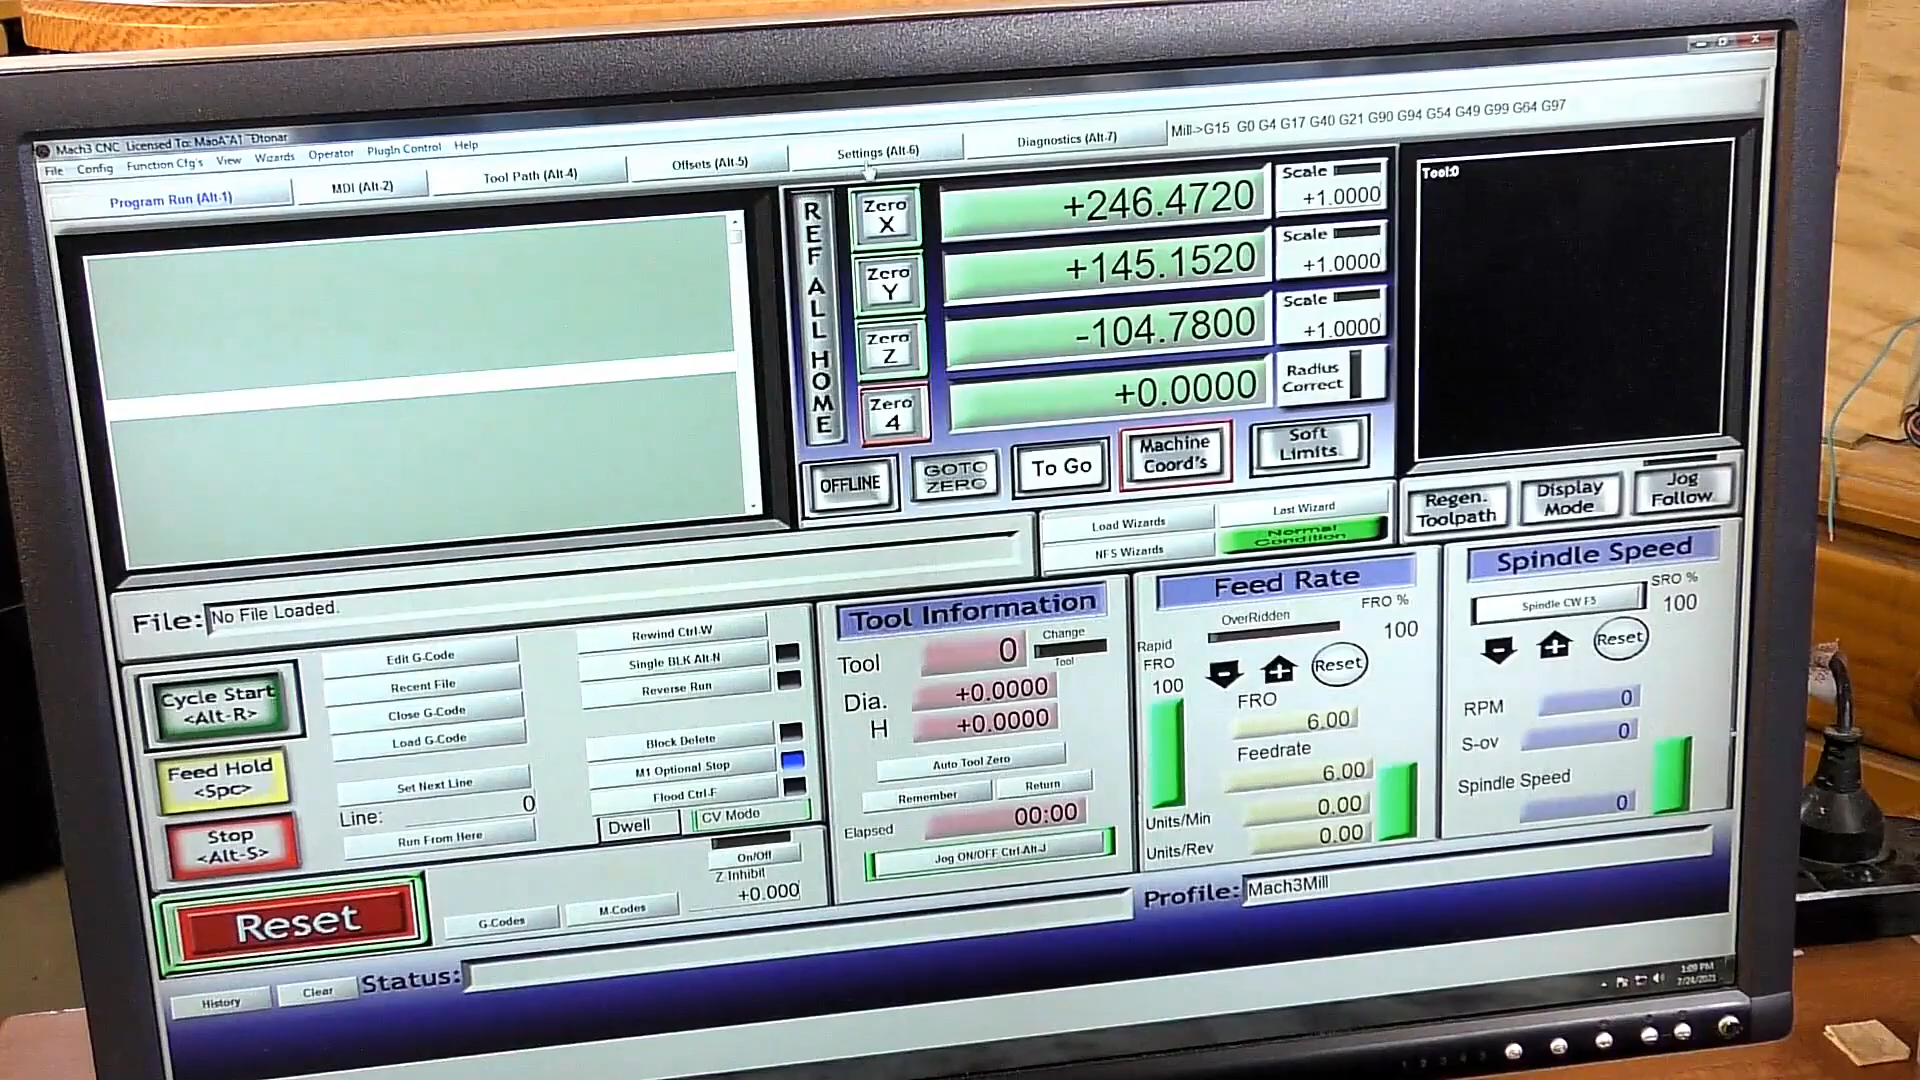 Mach3 CNC Licensed To:
File Config Function Cfg's View Wizards Operator PlugIn Control Help
Program Run (Alt-1) MDI (Alt-2) Tool Path (Alt-4) Offsets (Alt-5) Settings (Alt-6) Diagnostics (Alt-7) Mill->G15 G0 G4 G17 G40 G21 G90 G94 G54 G49 G99 G64 G97
REF ALL HOME
Zero X +246.4720 Scale +1.0000
Zero Y +145.1520 Scale +1.0000
Zero Z -104.7800 Scale +1.0000
Zero 4 +0.0000 Radius Correct
OFFLINE GOTO ZERO To Go Machine Coord's Soft Limits
Tool:0
Regen. Toolpath Display Mode Jog Follow
Load Wizards Last Wizard
NFS Wizards Normal Condition
File: No File Loaded.
Edit G-Code
Recent File
Close G-Code
Load G-Code
Set Next Line
Line: 0
Run From Here
Rewind Ctrl-W
Single BLK Alt-N
Reverse Run
Block Delete
M1 Optional Stop
Flood Ctrl-F
Dwell CV Mode
On/Off
Z Inhibit
+0.000
Cycle Start
<Alt-R>
Feed Hold
<Spc>
Stop
<Alt-S>
Reset
G-Codes M-Codes
Tool Information
Tool 0 Change Tool
Dia. +0.0000
H +0.0000
Auto Tool Zero
Remember Return
Elapsed 00:00
Jog ON/OFF Ctrl-Alt-J
Feed Rate
OverRidden FRO % 100
Rapid FRO 100 Reset
FRO
6.00
Feedrate
6.00
Units/Min 0.00
Units/Rev 0.00
Spindle Speed
Spindle CW F5 SRO % 100
Reset
RPM 0
S-ov 0
Spindle Speed 0
Profile: Mach3Mill
History Clear Status:
1:09 PM
7/24/2021